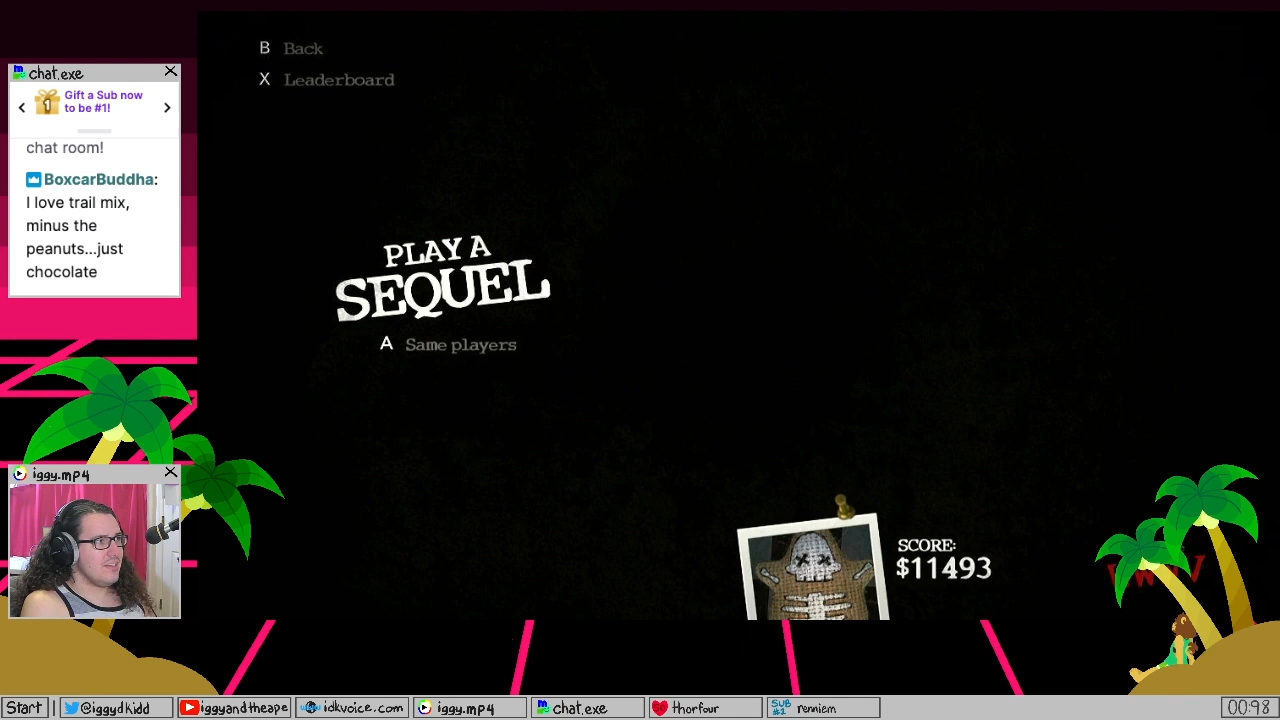 B Back
X Leaderboard
chat.exe
Gift a Sub now
to be #1!
1
chat room!
BoxcarBuddha:
I love trail mix,
minus the
peanuts...just
chocolate
PLAY A
SEQUEL
A Same players
iggy.mp4
SCORE:
$11493
Start
@iggydkidd
iggyandtheape
idkvoice.com
iggy.mp4
chat.exe
thorfour
SUB
#1
renniem
00:98